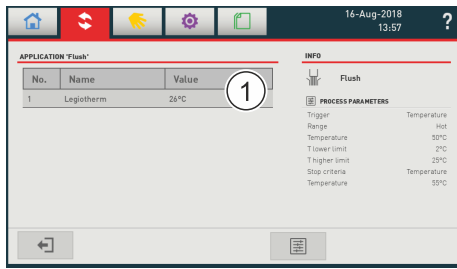 16-Aug-2018
13:57
?
APPLICATION 'Flush'
No. Name Value
1 Legiotherm 26°C
1
INFO
Flush
PROCESS PARAMETERS
Trigger Temperature
Range Hot
Temperature 50°C
T lower limit 2°C
T higher limit 25°C
Stop criteria Temperature
Temperature 55°C